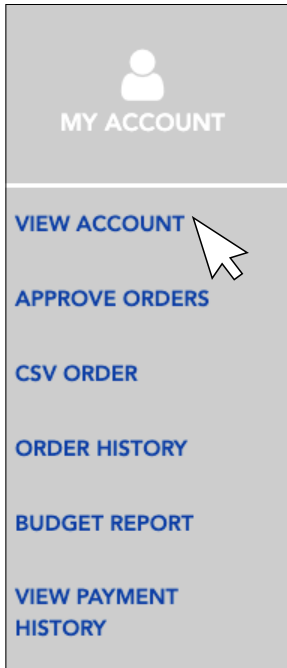 MY ACCOUNT
VIEW ACCOUNT
APPROVE ORDERS
CSV ORDER
ORDER HISTORY
BUDGET REPORT
VIEW PAYMENT
HISTORY